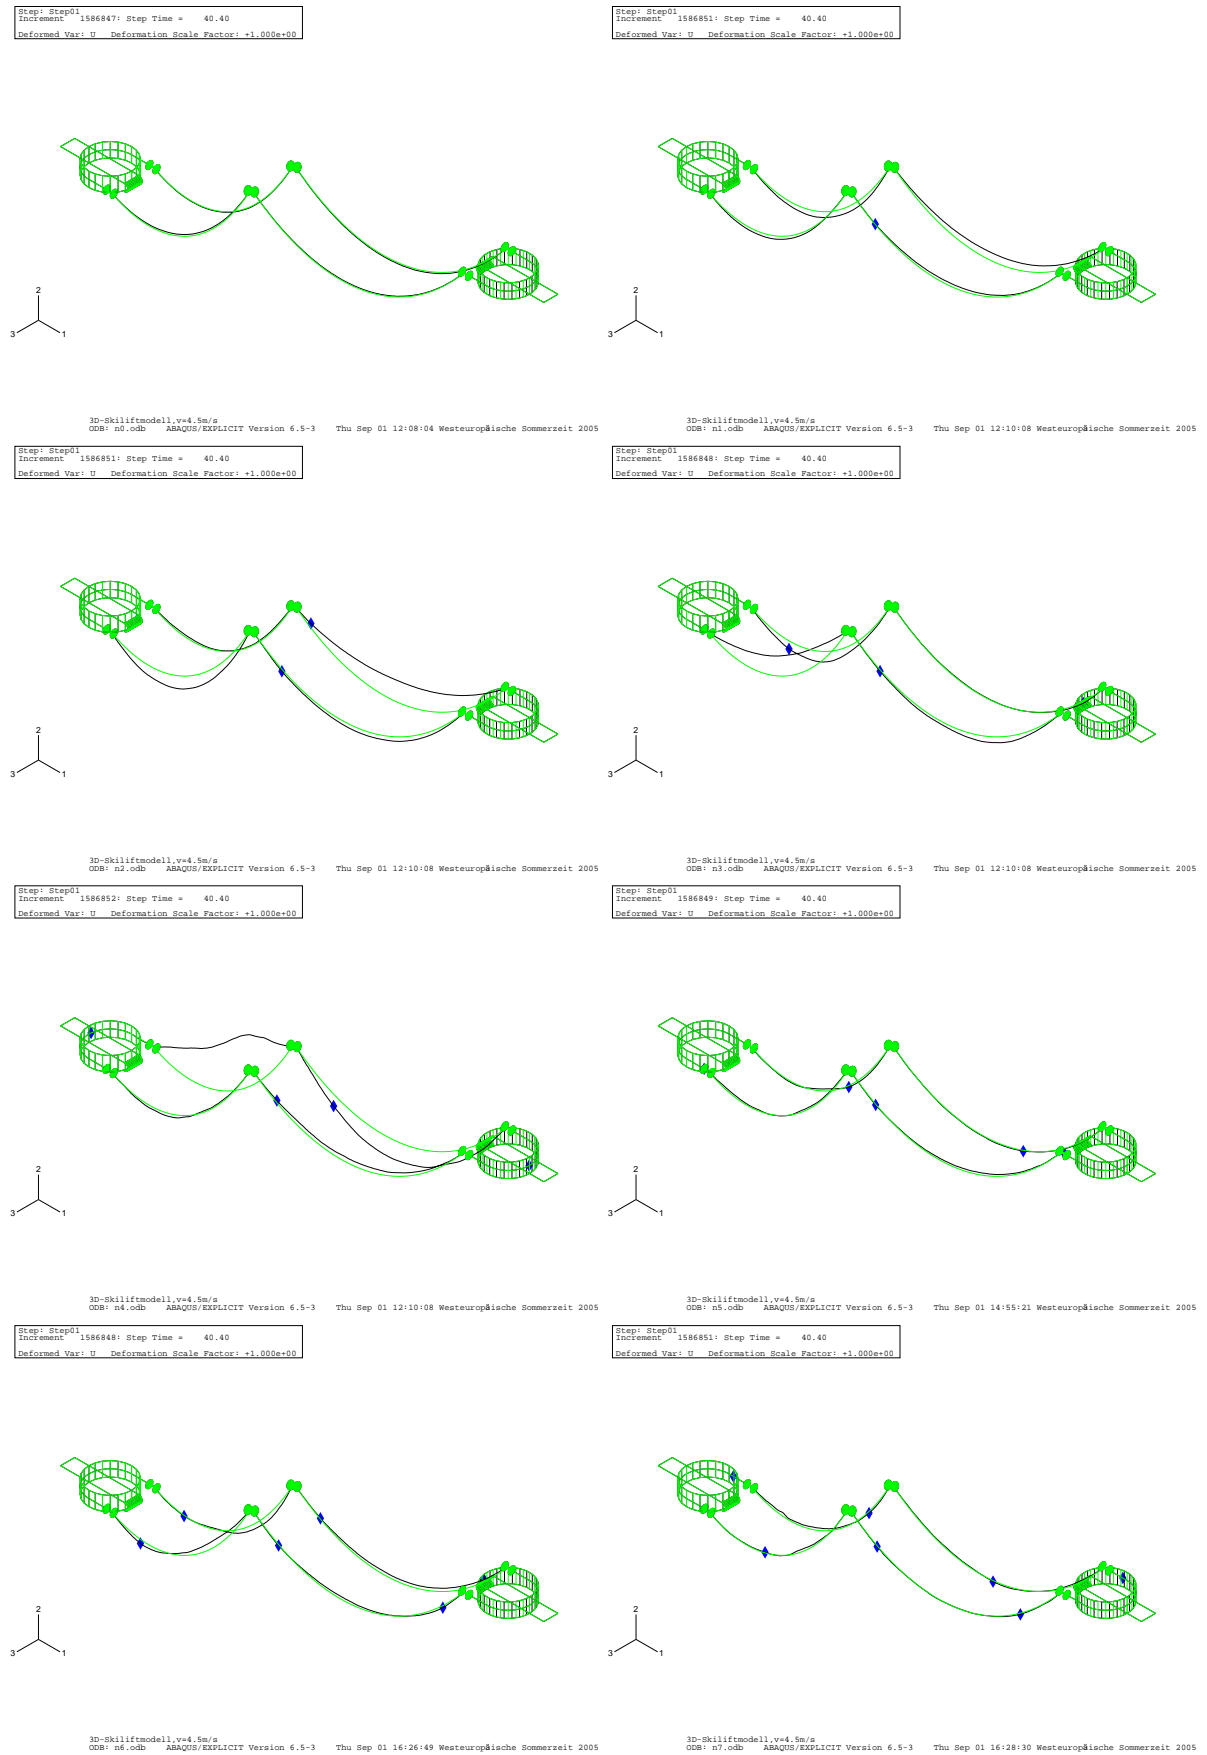 Step: Step01
Increment 1586847: Step Time = 40.40
Deformed Var: U Deformation Scale Factor: +1.000e+00
2
3
1
3D-Skiliftmodell,v=4.5m/s
ODB: n0.odb ABAQUS/EXPLICIT Version 6.5-3 Thu Sep 01 12:08:04 Westeuropäische Sommerzeit 2005
Step: Step01
Increment 1586851: Step Time = 40.40
Deformed Var: U Deformation Scale Factor: +1.000e+00
2
3
1
3D-Skiliftmodell,v=4.5m/s
ODB: n1.odb ABAQUS/EXPLICIT Version 6.5-3 Thu Sep 01 12:10:08 Westeuropäische Sommerzeit 2005
Step: Step01
Increment 1586851: Step Time = 40.40
Deformed Var: U Deformation Scale Factor: +1.000e+00
2
3
1
3D-Skiliftmodell,v=4.5m/s
ODB: n2.odb ABAQUS/EXPLICIT Version 6.5-3 Thu Sep 01 12:10:08 Westeuropäische Sommerzeit 2005
Step: Step01
Increment 1586848: Step Time = 40.40
Deformed Var: U Deformation Scale Factor: +1.000e+00
2
3
1
3D-Skiliftmodell,v=4.5m/s
ODB: n3.odb ABAQUS/EXPLICIT Version 6.5-3 Thu Sep 01 12:10:08 Westeuropäische Sommerzeit 2005
Step: Step01
Increment 1586852: Step Time = 40.40
Deformed Var: U Deformation Scale Factor: +1.000e+00
2
3
1
3D-Skiliftmodell,v=4.5m/s
ODB: n4.odb ABAQUS/EXPLICIT Version 6.5-3 Thu Sep 01 12:10:08 Westeuropäische Sommerzeit 2005
Step: Step01
Increment 1586849: Step Time = 40.40
Deformed Var: U Deformation Scale Factor: +1.000e+00
2
3
1
3D-Skiliftmodell,v=4.5m/s
ODB: n5.odb ABAQUS/EXPLICIT Version 6.5-3 Thu Sep 01 14:55:21 Westeuropäische Sommerzeit 2005
Step: Step01
Increment 1586848: Step Time = 40.40
Deformed Var: U Deformation Scale Factor: +1.000e+00
2
3
1
3D-Skiliftmodell,v=4.5m/s
ODB: n6.odb ABAQUS/EXPLICIT Version 6.5-3 Thu Sep 01 16:26:49 Westeuropäische Sommerzeit 2005
Step: Step01
Increment 1586851: Step Time = 40.40
Deformed Var: U Deformation Scale Factor: +1.000e+00
2
3
1
3D-Skiliftmodell,v=4.5m/s
ODB: n7.odb ABAQUS/EXPLICIT Version 6.5-3 Thu Sep 01 16:28:30 Westeuropäische Sommerzeit 2005